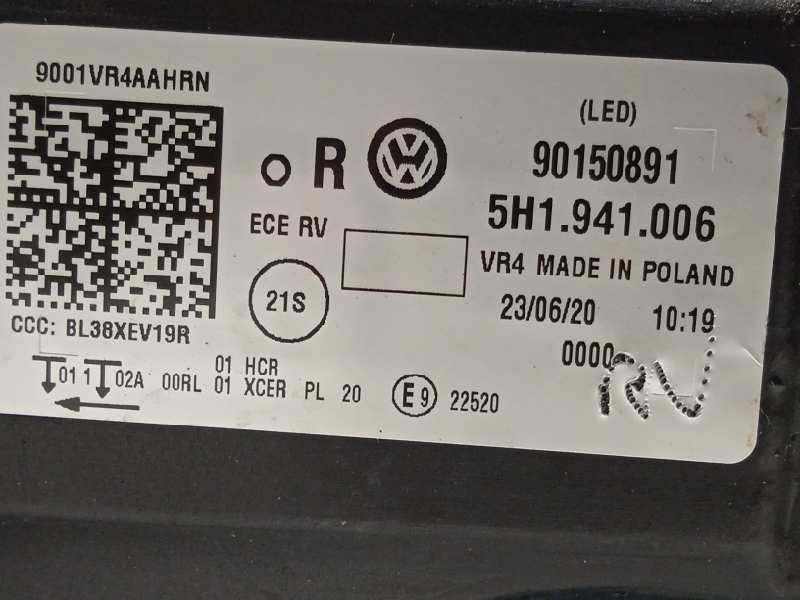 9001VR4AAHRN
(LED)
R
90150891
5H1.941.006
ECE RV
VR4 MADE IN POLAND
21S
23/06/20 10:19
CCC: BL38XEV19R
0000
01 1 02A 00RL 01 HCR
01 XCER PL 20 E9 22520
RV